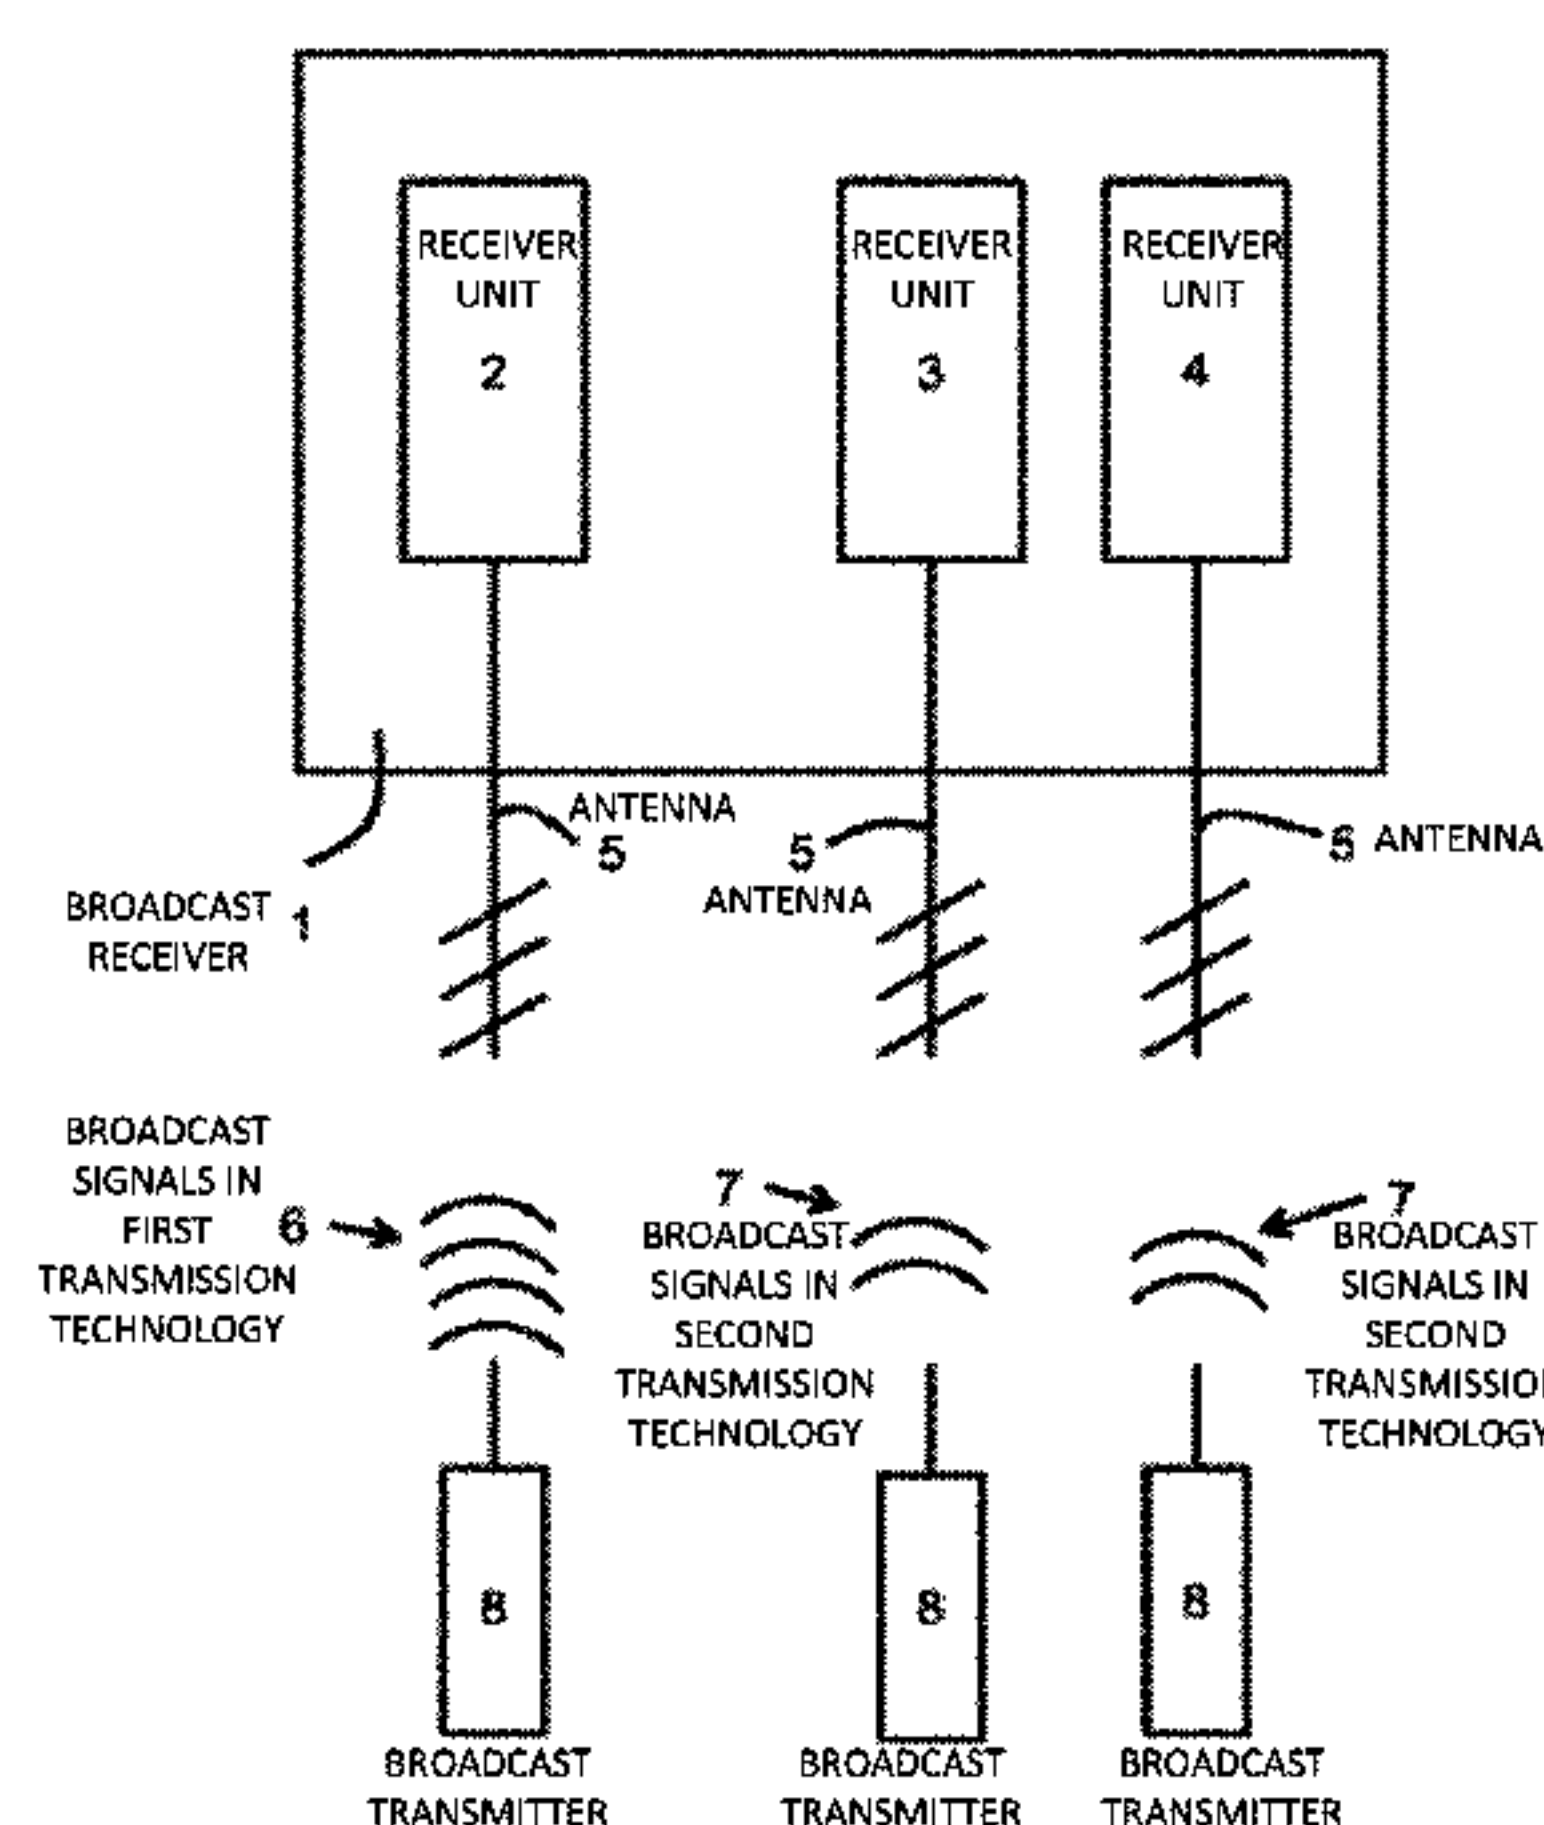 RECEIVER
UNIT
2
RECEIVER
UNIT
3
RECEIVER
UNIT
4
ANTENNA
5
5
ANTENNA
5 ANTENNA
BROADCAST
RECEIVER
1
BROADCAST
SIGNALS IN
FIRST
TRANSMISSION
TECHNOLOGY
6
7
BROADCAST
SIGNALS IN
SECOND
TRANSMISSION
TECHNOLOGY
7
BROADCAST
SIGNALS IN
SECOND
TRANSMISSION
TECHNOLOGY
8
8
8
BROADCAST
TRANSMITTER
BROADCAST
TRANSMITTER
BROADCAST
TRANSMITTER